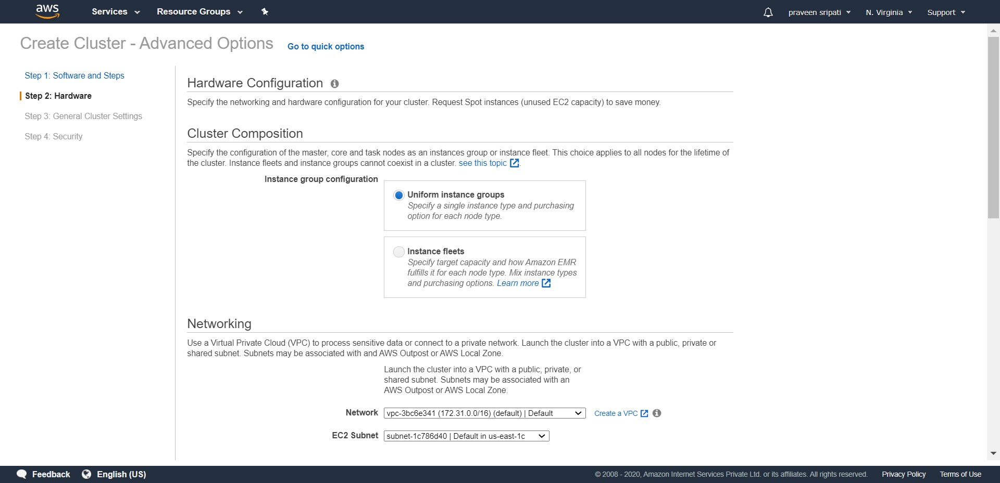 aws
Services
Resource Groups
praveen sripati
N. Virginia
Support
Create Cluster - Advanced Options
Go to quick options
Step 1: Software and Steps
Step 2: Hardware
Step 3: General Cluster Settings
Step 4: Security
Hardware Configuration
Specify the networking and hardware configuration for your cluster. Request Spot instances (unused EC2 capacity) to save money.
Cluster Composition
Specify the configuration of the master, core and task nodes as an instances group or instance fleet. This choice applies to all nodes for the lifetime of
the cluster. Instance fleets and instance groups cannot coexist in a cluster. see this topic.
Instance group configuration
Uniform instance groups
Specify a single instance type and purchasing
option for each node type.
Instance fleets
Specify target capacity and how Amazon EMR
fulfills it for each node type. Mix instance types
and purchasing options. Learn more
Networking
Use a Virtual Private Cloud (VPC) to process sensitive data or connect to a private network. Launch the cluster into a VPC with a public, private or
shared subnet. Subnets may be associated with and AWS Outpost or AWS Local Zone.
Launch the cluster into a VPC with a public, private, or
shared subnet. Subnets may be associated with an
AWS Outpost or AWS Local Zone.
Network vpc-3bc6e341 (172.31.0.0/16) (default) | Default Create a VPC
EC2 Subnet subnet-1c786d40 | Default in us-east-1c
Feedback
English (US)
© 2008 - 2020, Amazon Internet Services Private Ltd. or its affiliates. All rights reserved.
Privacy Policy
Terms of Use